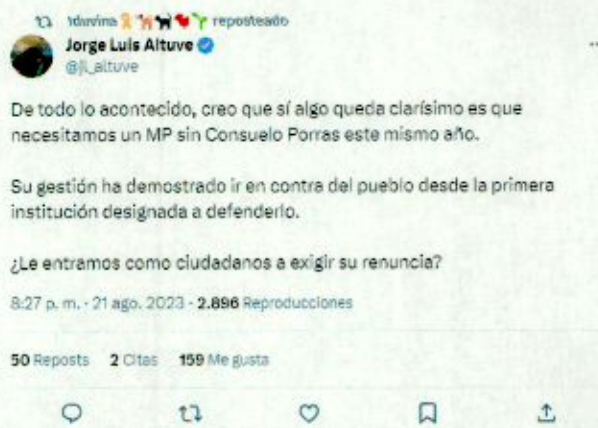 Iduvina reposteado
Jorge Luis Altuve
@jl_altuve
De todo lo acontecido, creo que sí algo queda clarísimo es que
necesitamos un MP sin Consuelo Porras este mismo año.
Su gestión ha demostrado ir en contra del pueblo desde la primera
institución designada a defenderlo.
¿Le entramos como ciudadanos a exigir su renuncia?
8:27 p. m. · 21 ago. 2023 · 2.896 Reproducciones
50 Reposts 2 Citas 159 Me gusta